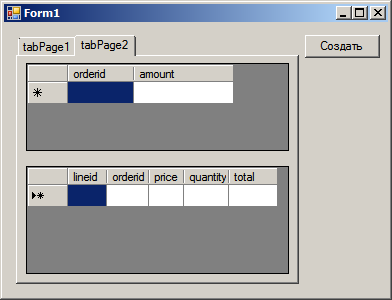 Form1
tabPage1 tabPage2
Создать
orderid amount
lineid orderid price quantity total